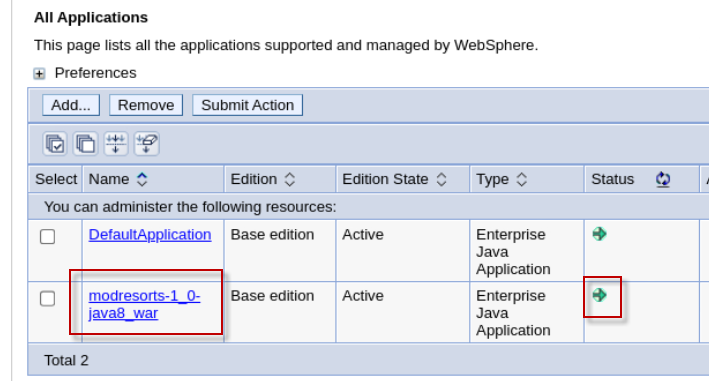 All Applications
This page lists all the applications supported and managed by WebSphere.
Preferences
Add... Remove Submit Action
Select Name Edition Edition State Type Status
You can administer the following resources:
DefaultApplication Base edition Active Enterprise
Java
Application
modresorts-1_0- Base edition Active Enterprise
java8_war Java
Application
Total 2